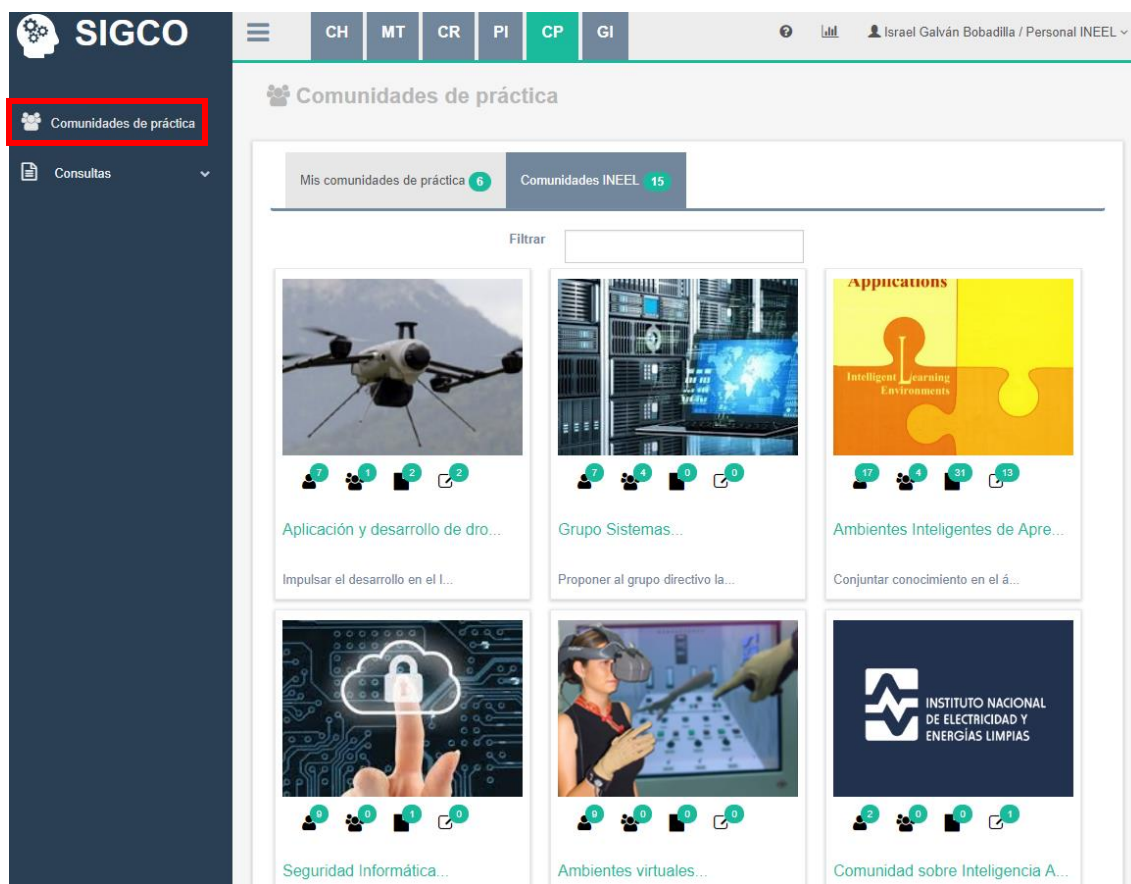 SIGCO
CH MT CR PI CP GI
Israel Galván Bobadilla / Personal INEEL
Comunidades de práctica
Consultas
Comunidades de práctica
Mis comunidades de práctica 6
Comunidades INEEL 15
Filtrar
Applications
Intelligent Learning
Environments
7 1 2 2
7 4 0 0
17 4 31 13
Aplicación y desarrollo de dro...
Grupo Sistemas...
Ambientes Inteligentes de Apre...
Impulsar el desarrollo en el I...
Proponer al grupo directivo la...
Conjuntar conocimiento en el á...
INSTITUTO NACIONAL
DE ELECTRICIDAD Y
ENERGÍAS LIMPIAS
9 0 1 0
9 0 0 0
2 0 0 1
Seguridad Informática...
Ambientes virtuales...
Comunidad sobre Inteligencia A...